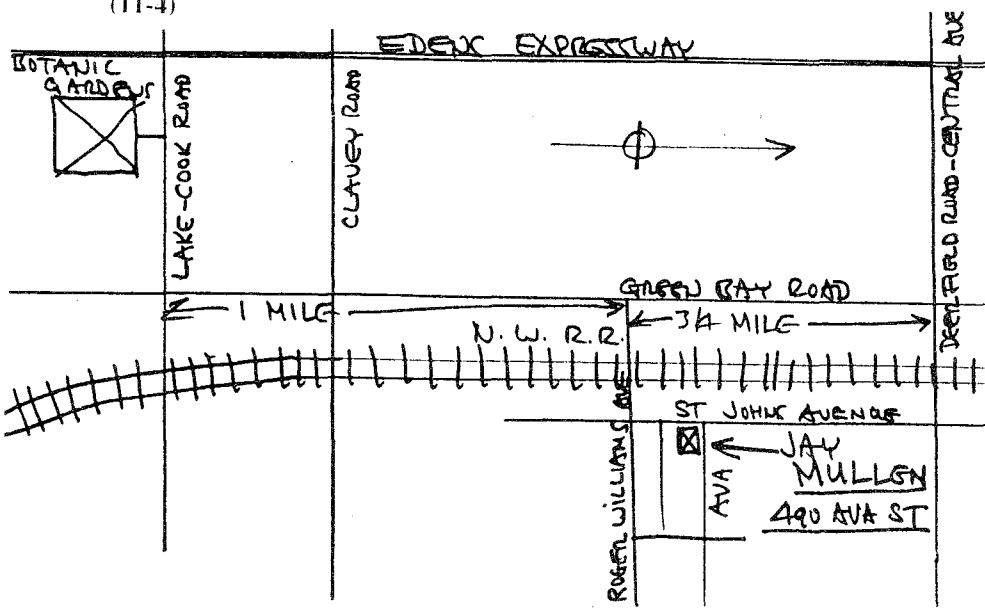 (11-4)
EDENS EXPRESSWAY
BOTANIC
GARDENS
LAKE-COOK ROAD
CLAVEY ROAD
DEERFIELD ROAD-CENTRAL AVE
GREEN BAY ROAD
1 MILE
3/4 MILE
N. W. R.R.
ROGER WILLIAMS AVE
ST JOHNS AVENUE
AVA
JAY
MULLEN
490 AVA ST